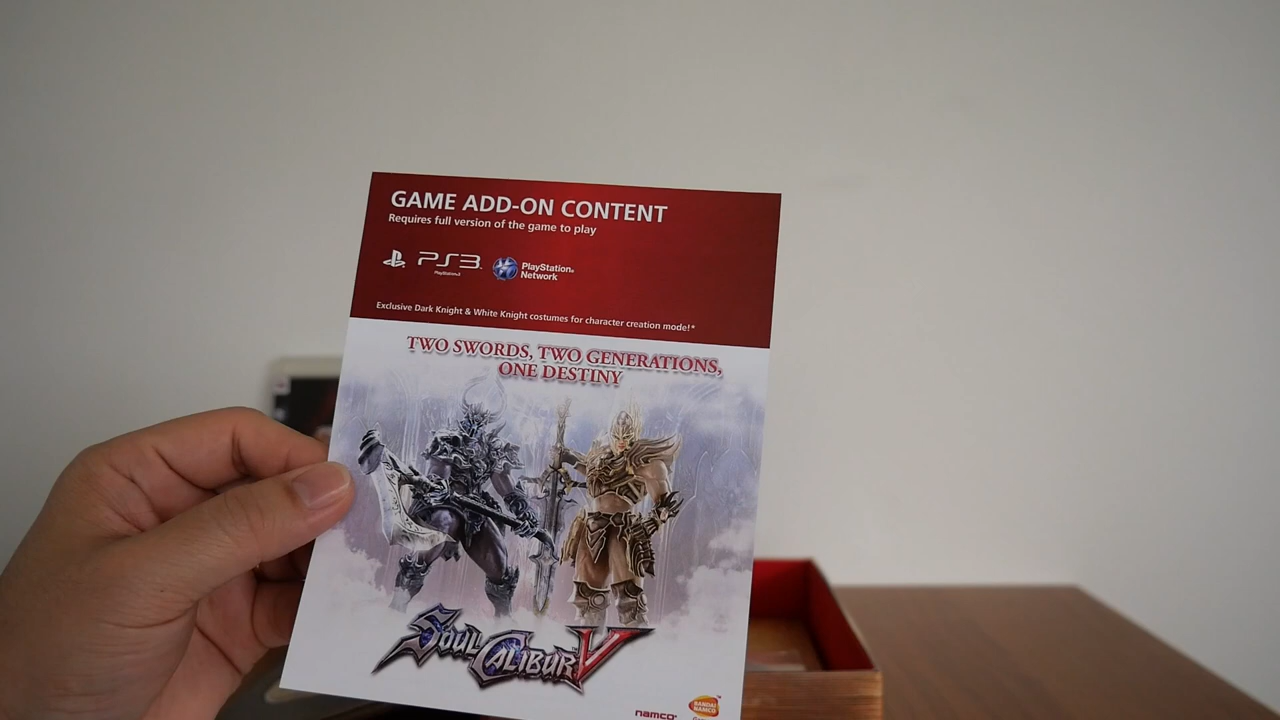 GAME ADD-ON CONTENT
Requires full version of the game to play
PS3
PlayStation®3
PlayStation®
Network
Exclusive Dark Knight & White Knight costumes for character creation mode!*
TWO SWORDS, TWO GENERATIONS,
ONE DESTINY
SOULCALIBUR V
namco®
BANDAI
NAMCO